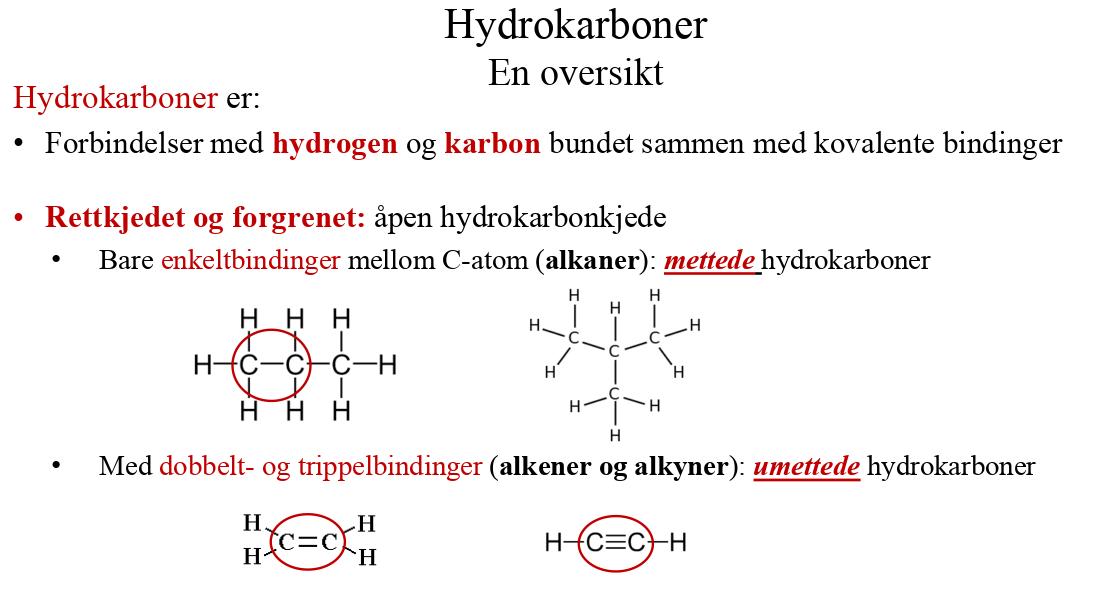 Hydrokarboner
En oversikt
Hydrokarboner er:
• Forbindelser med hydrogen og karbon bundet sammen med kovalente bindinger
• Rettkjedet og forgrenet: åpen hydrokarbonkjede
• Bare enkeltbindinger mellom C-atom (alkaner): mettede hydrokarboner
H H H
H C C C H
H H H
H H H
H C C H
C
H H
C
H H
H
• Med dobbelt- og trippelbindinger (alkener og alkyner): umettede hydrokarboner
H H
C=C
H H
H-C≡C-H